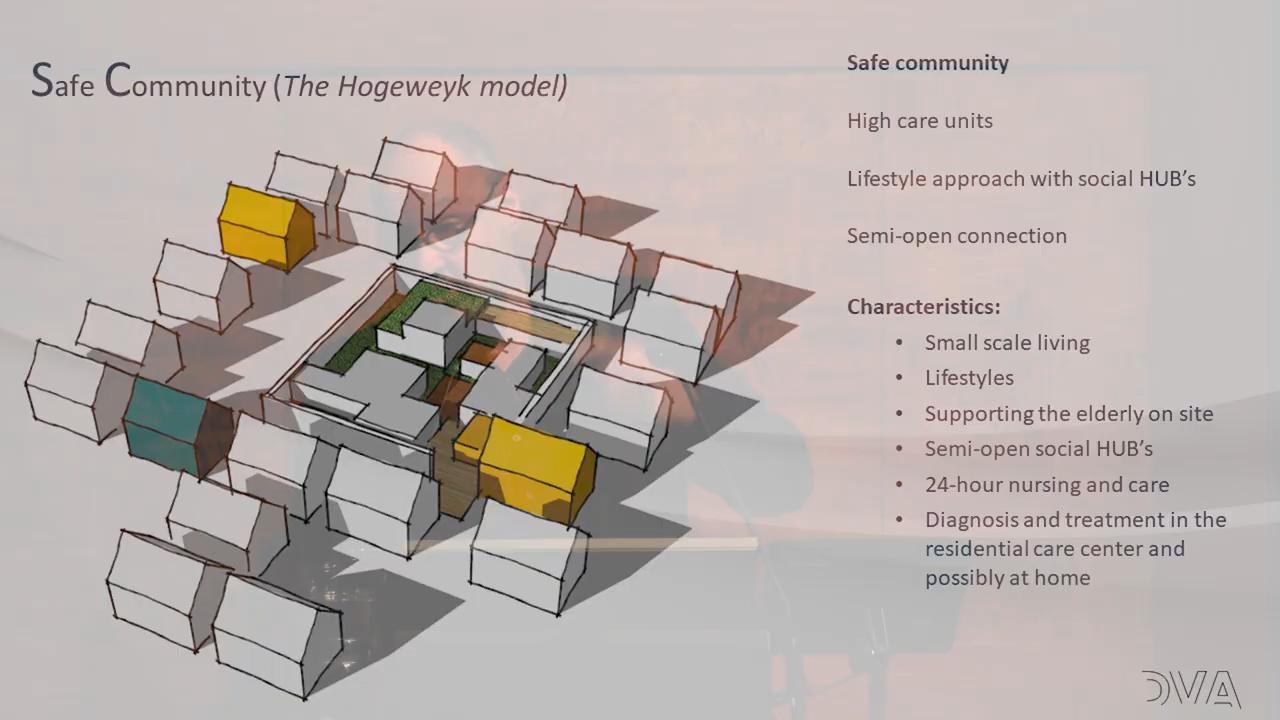 Safe Community (The Hogeweyk model)
Safe community
High care units
Lifestyle approach with social HUB's
Semi-open connection
Characteristics:
• Small scale living
• Lifestyles
• Supporting the elderly on site
• Semi-open social HUB's
• 24-hour nursing and care
• Diagnosis and treatment in the
residential care center and
possibly at home
DVA